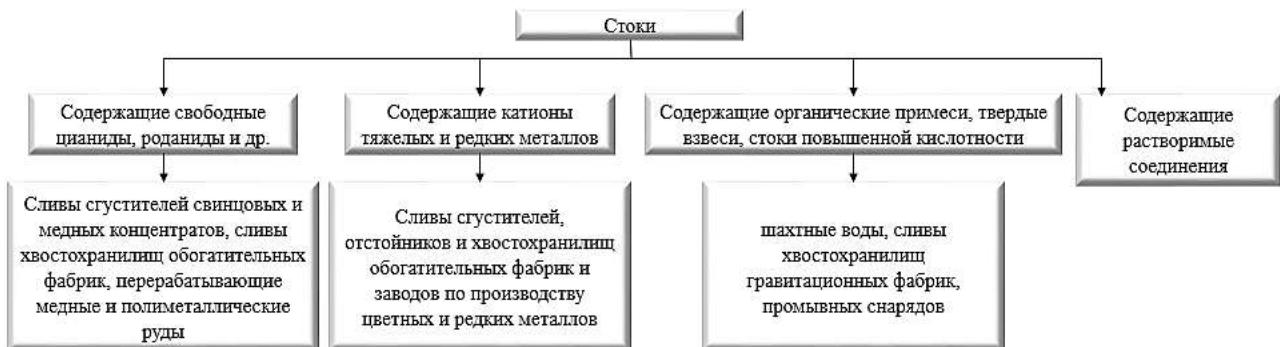 Стоки
Содержащие свободные
цианиды, роданиды и др.
Содержащие катионы
тяжелых и редких металлов
Содержащие органические примеси, твердые
взвеси, стоки повышенной кислотности
Содержащие
растворимые
соединения
Сливы сгустителей свинцовых и
медных концентратов, сливы
хвостохранилищ обогатительных
фабрик, перерабатывающие
медные и полиметаллические
руды
Сливы сгустителей,
отстойников и хвостохранилищ
обогатительных фабрик и
заводов по производству
цветных и редких металлов
шахтные воды, сливы
хвостохранилищ
гравитационных фабрик,
промывных снарядов